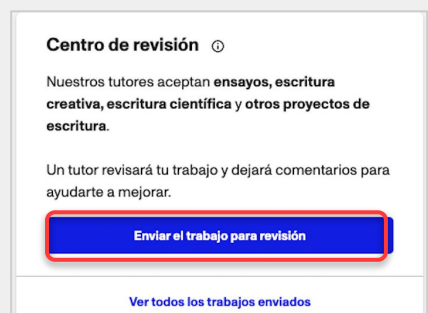 Centro de revisión
Nuestros tutores aceptan ensayos, escritura
creativa, escritura científica y otros proyectos de
escritura.
Un tutor revisará tu trabajo y dejará comentarios para
ayudarte a mejorar.
Enviar el trabajo para revisión
Ver todos los trabajos enviados